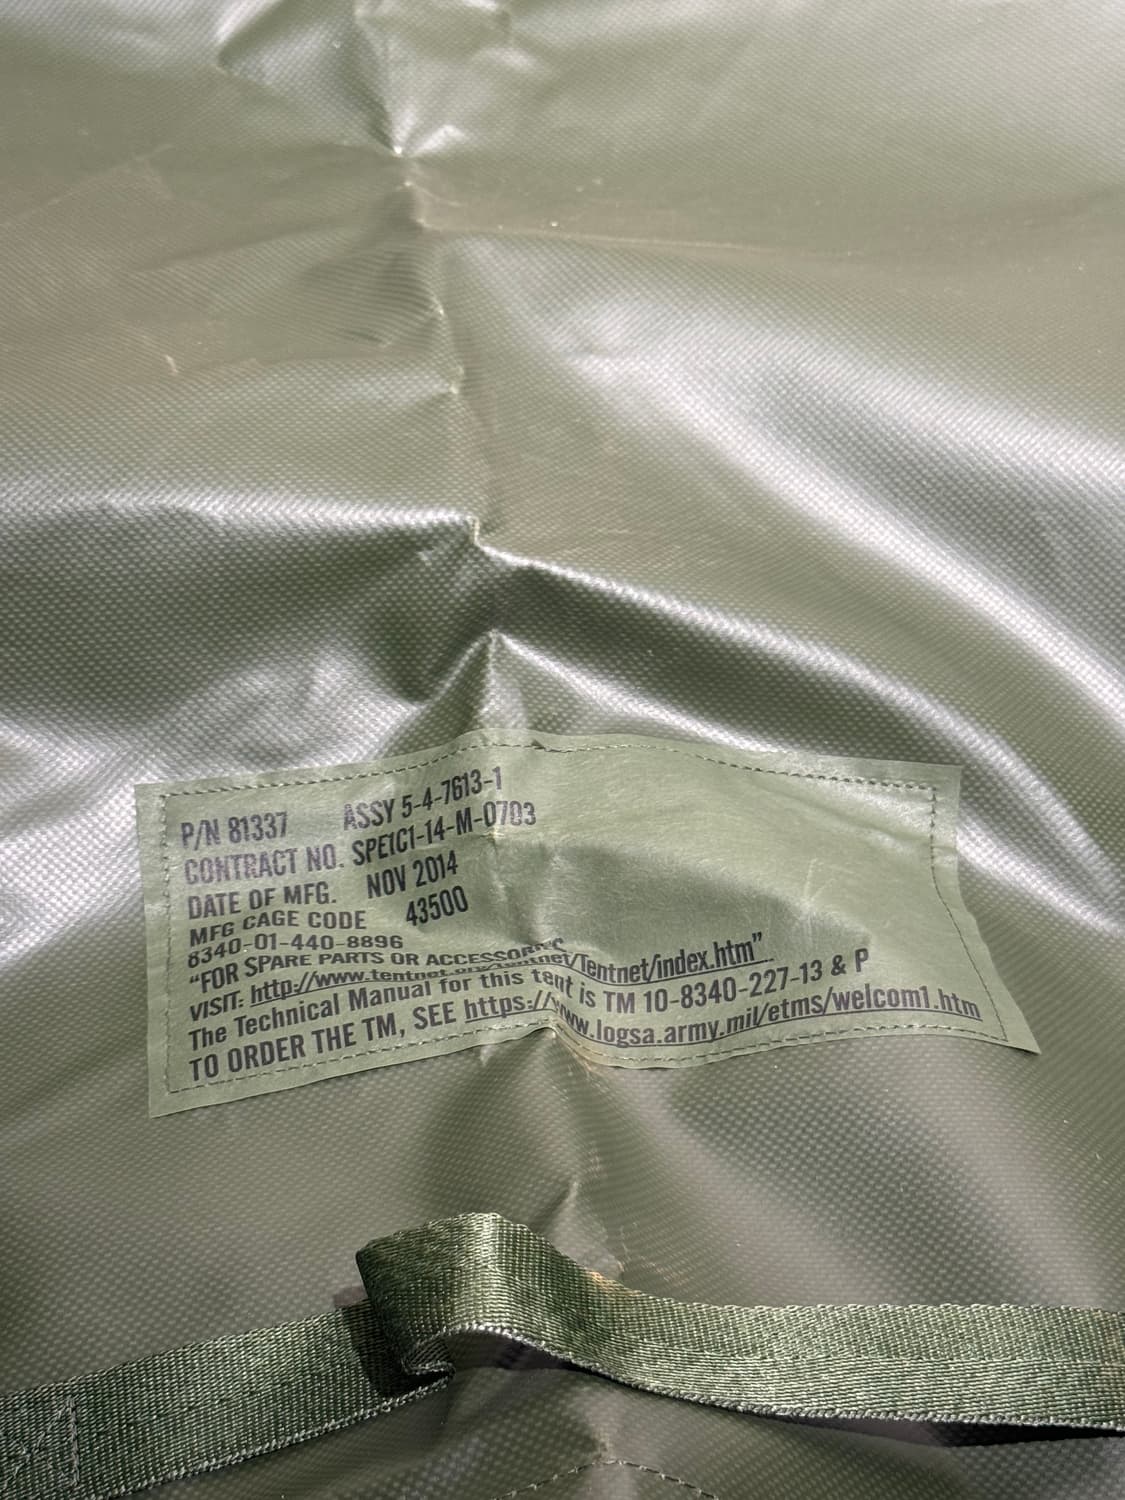 P/N 81337 ASSY 5-4-7613-1
CONTRACT NO. SPE1C1-14-M-0703
DATE OF MFG. NOV 2014
MFG CAGE CODE 43500
8340-01-440-8896
“FOR SPARE PARTS OR ACCESSORIES
VISIT: http://www.tentnet.org/Tentnet/Tentnet/index.htm”
The Technical Manual for this tent is TM 10-8340-227-13 & P
TO ORDER THE TM, SEE https://www.logsa.army.mil/etms/welcom1.htm